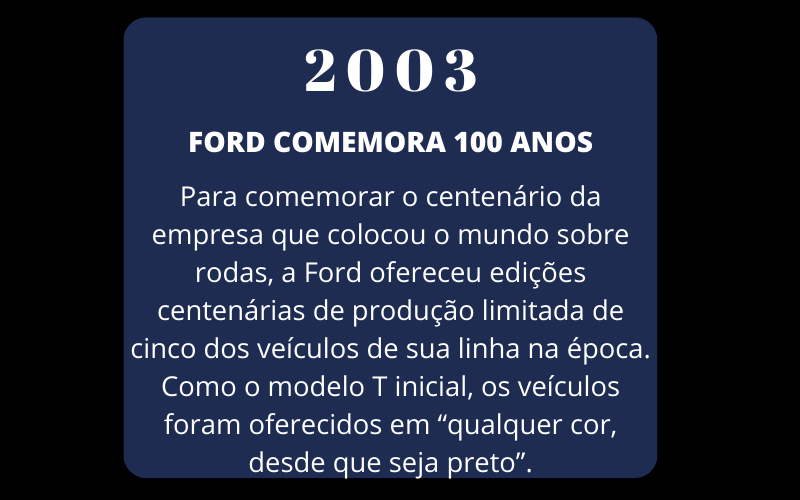 2003
FORD COMEMORA 100 ANOS
Para comemorar o centenário da
empresa que colocou o mundo sobre
rodas, a Ford ofereceu edições
centenárias de produção limitada de
cinco dos veículos de sua linha na época.
Como o modelo T inicial, os veículos
foram oferecidos em “qualquer cor,
desde que seja preto”.